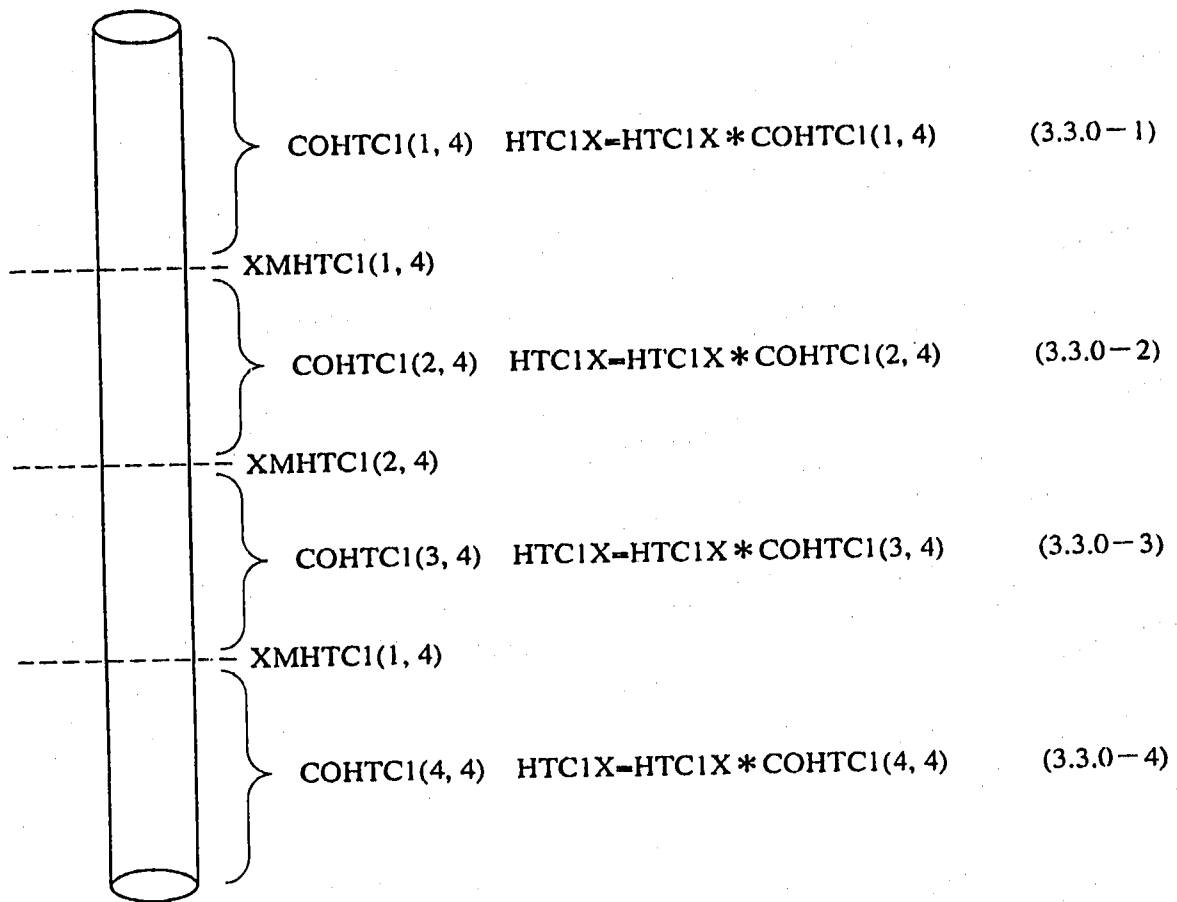 COHTC1(1, 4) HTC1X=HTC1X*COHTC1(1, 4) (3.3.0-1)
XMHTC1(1, 4)
COHTC1(2, 4) HTC1X=HTC1X*COHTC1(2, 4) (3.3.0-2)
XMHTC1(2, 4)
COHTC1(3, 4) HTC1X=HTC1X*COHTC1(3, 4) (3.3.0-3)
XMHTC1(1, 4)
COHTC1(4, 4) HTC1X=HTC1X*COHTC1(4, 4) (3.3.0-4)